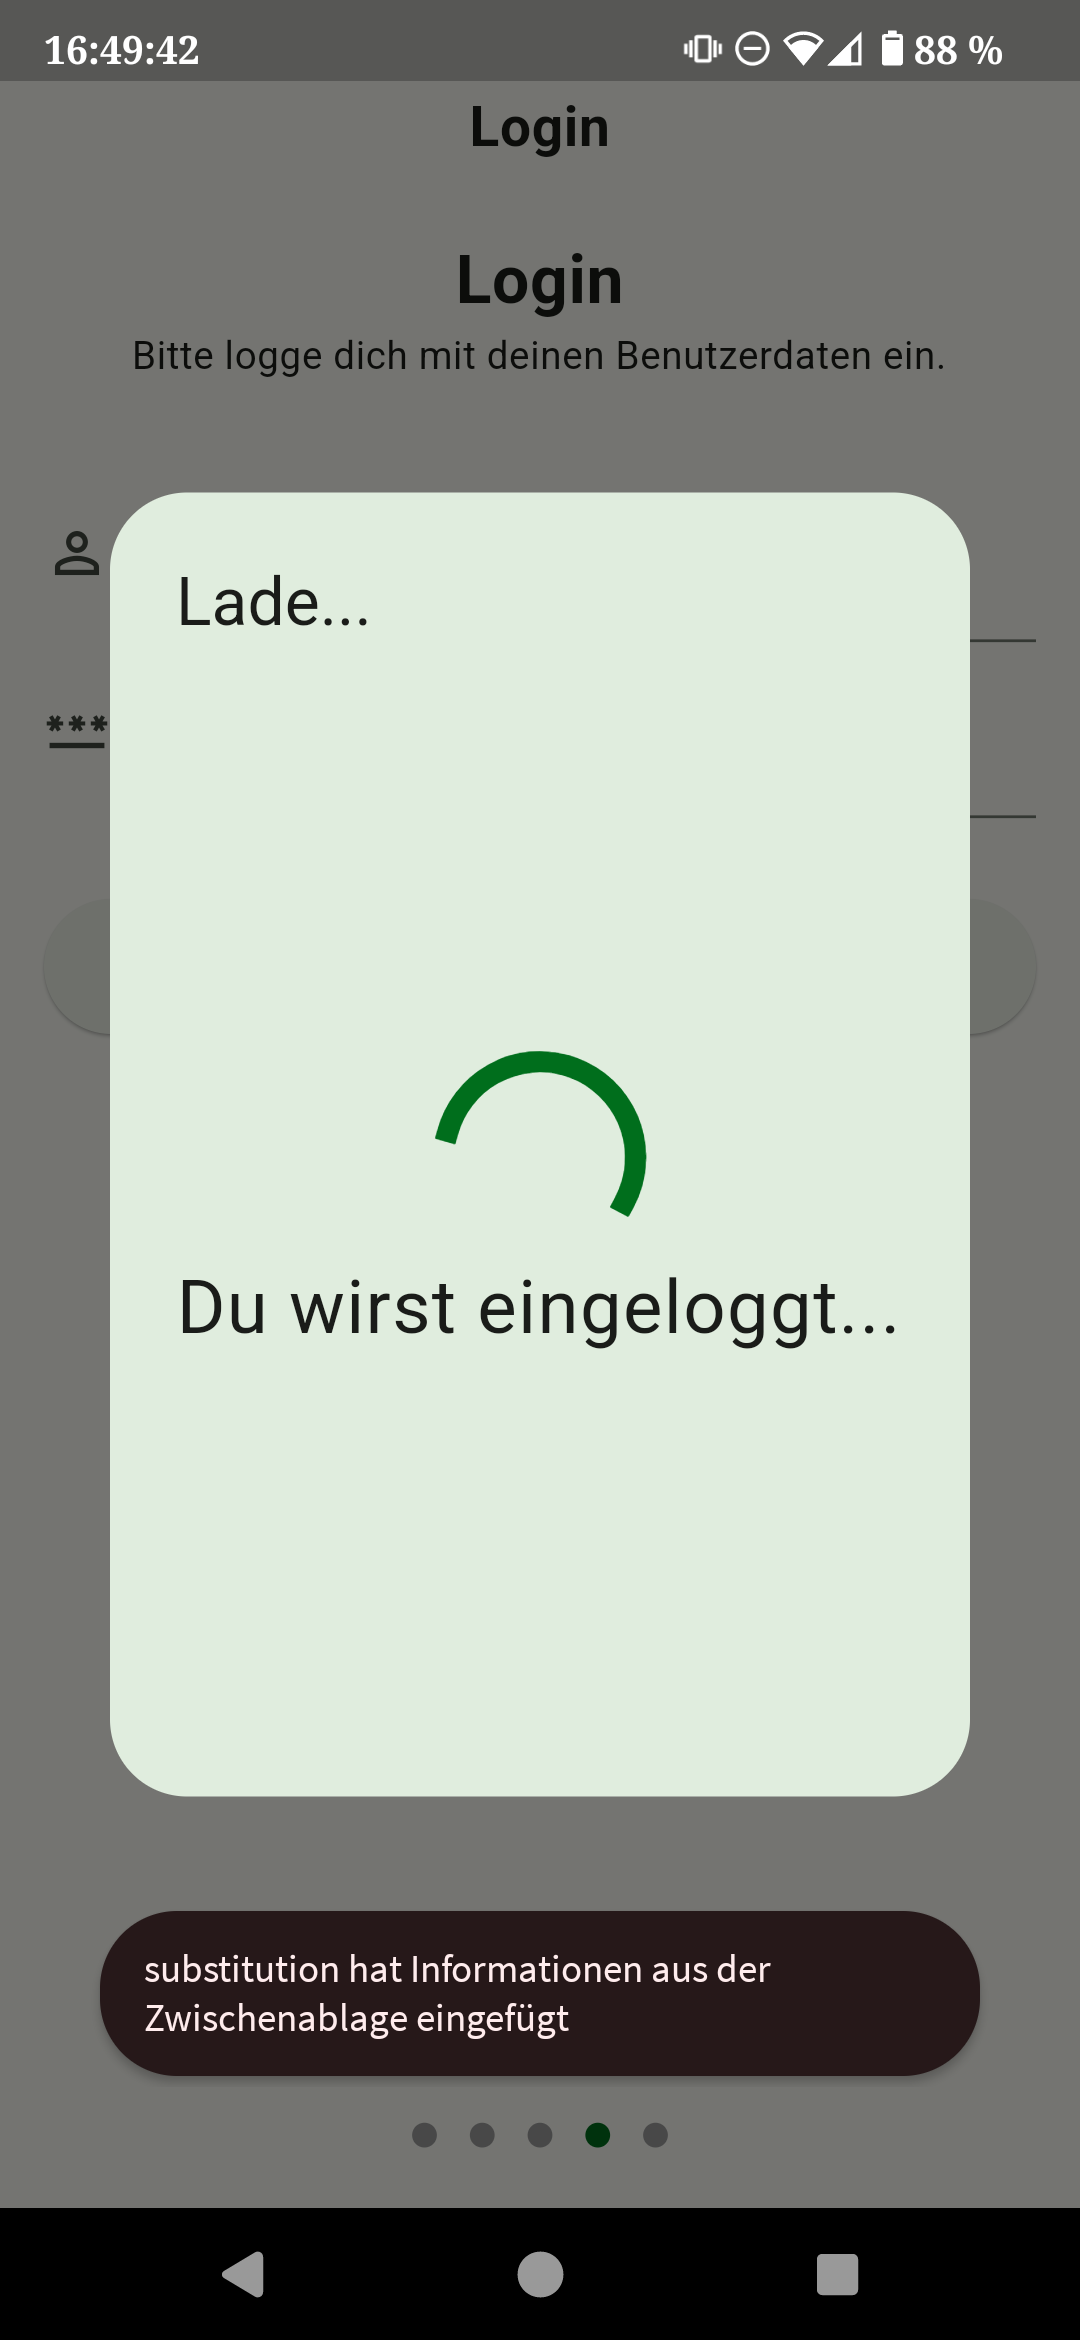 16:49:42
88 %
Login
Login
Bitte logge dich mit deinen Benutzerdaten ein.
Lade...
***
Du wirst eingeloggt...
substitution hat Informationen aus der
Zwischenablage eingefügt